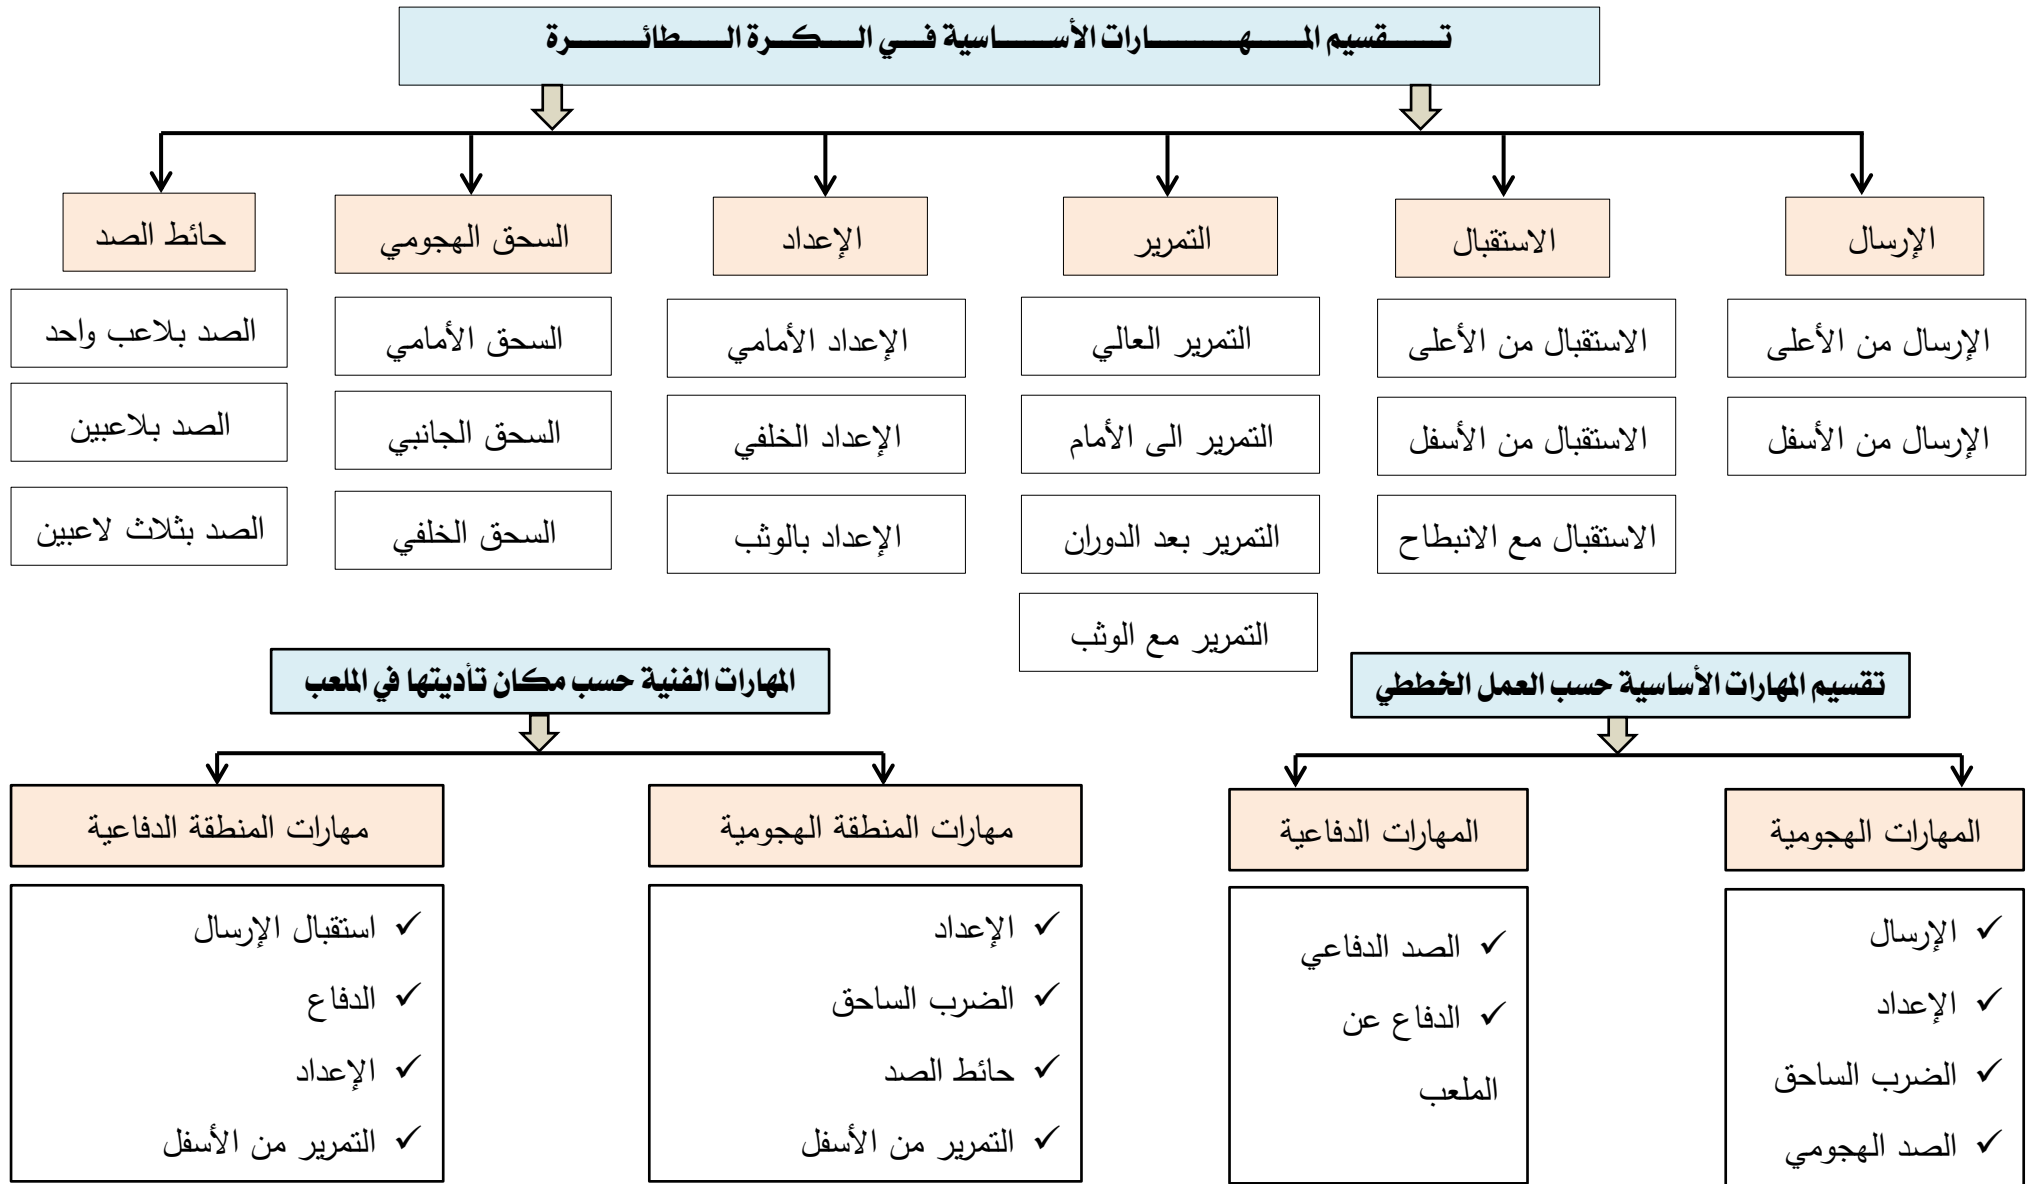 تقسيم المهارات الأساسية في الكرة الطائرة
الإرسال
الإرسال من الأعلى
الإرسال من الأسفل
الاستقبال
الاستقبال من الأعلى
الاستقبال من الأسفل
الاستقبال مع الانبطاح
التمرير
التمرير العالي
التمرير الى الأمام
التمرير بعد الدوران
التمرير مع الوثب
الإعداد
الإعداد الأمامي
الإعداد الخلفي
الإعداد بالوثب
السحق الهجومي
السحق الأمامي
السحق الجانبي
السحق الخلفي
حائط الصد
الصد بلاعب واحد
الصد بلاعبين
الصد بثلاث لاعبين
تقسيم المهارات الأساسية حسب العمل الخططي
المهارات الهجومية
✓ الإرسال
✓ الإعداد
✓ الضرب الساحق
✓ الصد الهجومي
المهارات الدفاعية
✓ الصد الدفاعي
✓ الدفاع عن
الملعب
المهارات الفنية حسب مكان تأديتها في الملعب
مهارات المنطقة الهجومية
✓ الإعداد
✓ الضرب الساحق
✓ حائط الصد
✓ التمرير من الأسفل
مهارات المنطقة الدفاعية
✓ استقبال الإرسال
✓ الدفاع
✓ الإعداد
✓ التمرير من الأسفل